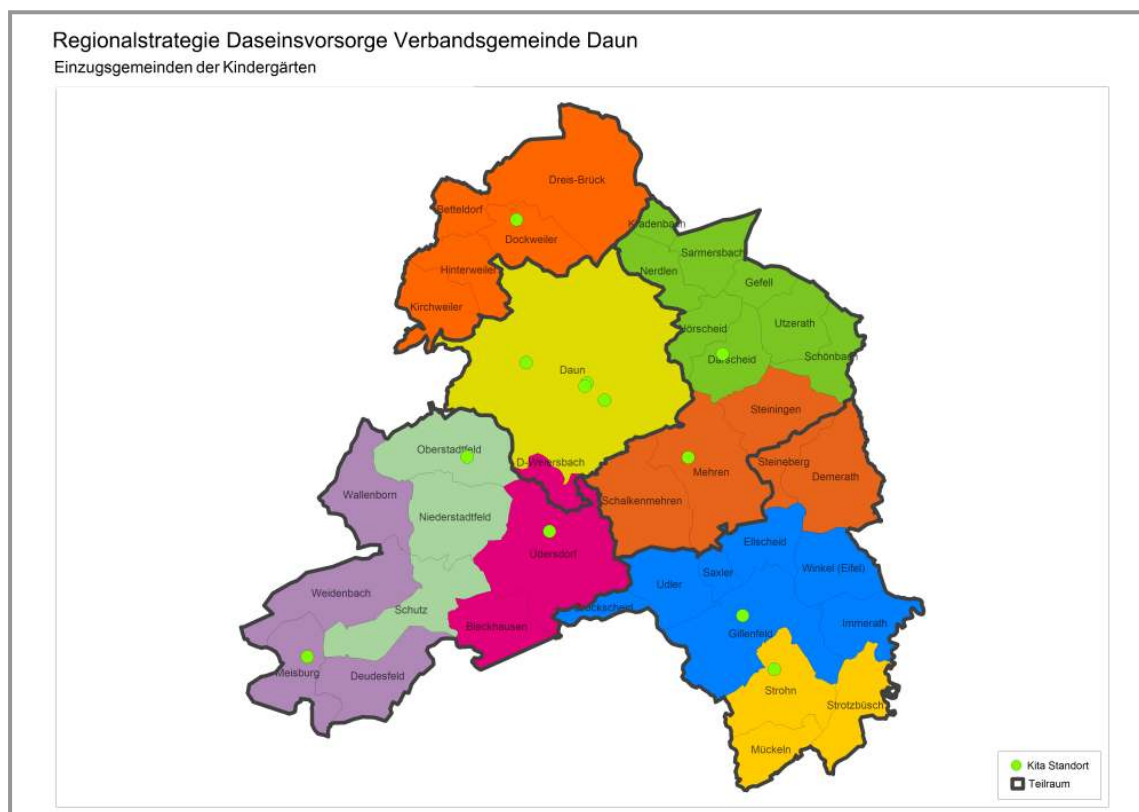 Regionalstrategie Daseinsvorsorge Verbandsgemeinde Daun
Einzugsgemeinden der Kindergärten
Dreis-Brück
Betteldorf
Dockweiler
Kradenbach
Sarmersbach
Hinterweiler
Nerdlen
Gefell
Kirchweiler
Hörscheid
Utzerath
Darscheid
Schönbach
Daun
Steiningen
Oberstadtfeld
D-Weiersbach
Mehren
Steineberg
Demerath
Wallenborn
Schalkenmehren
Niederstadtfeld
Üdersdorf
Ellscheid
Saxler
Winkel (Eifel)
Udler
Weidenbach
Schutz
Immerath
Bleckhausen
Gillenfeld
Meisburg
Deudesfeld
Strohn
Strotzbüsch
Mückeln
Kita Standort
Teilraum